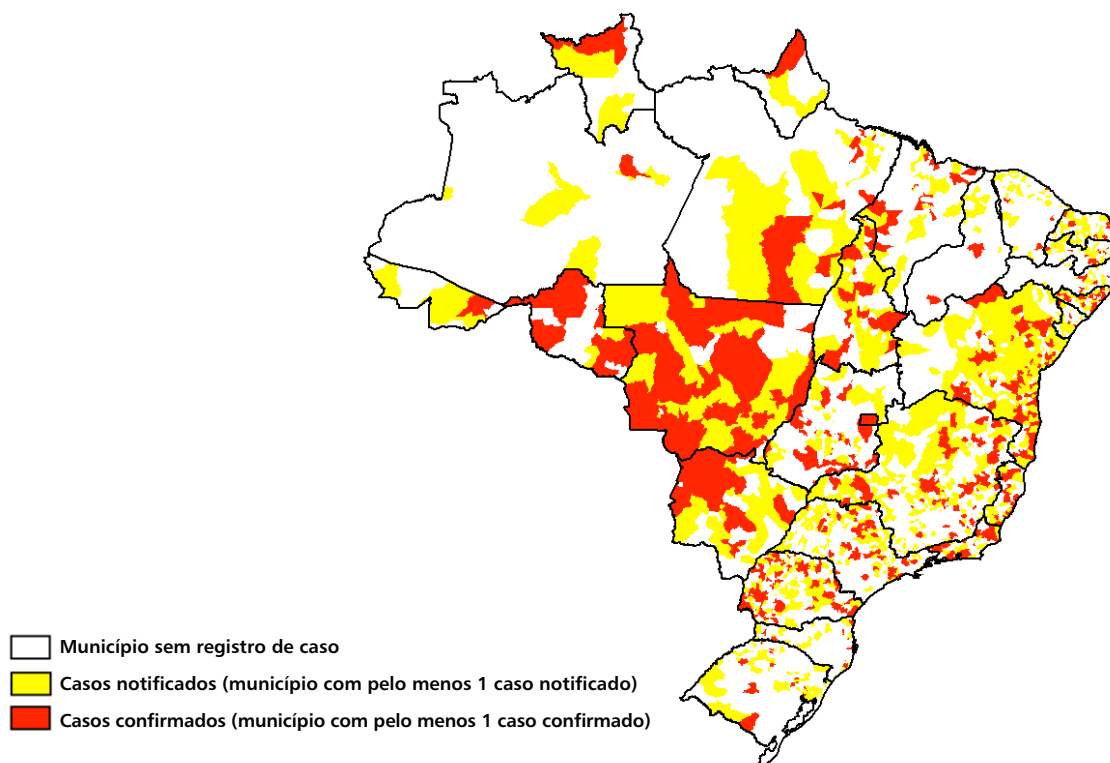 Município sem registro de caso
Casos notificados (município com pelo menos 1 caso notificado)
Casos confirmados (município com pelo menos 1 caso confirmado)